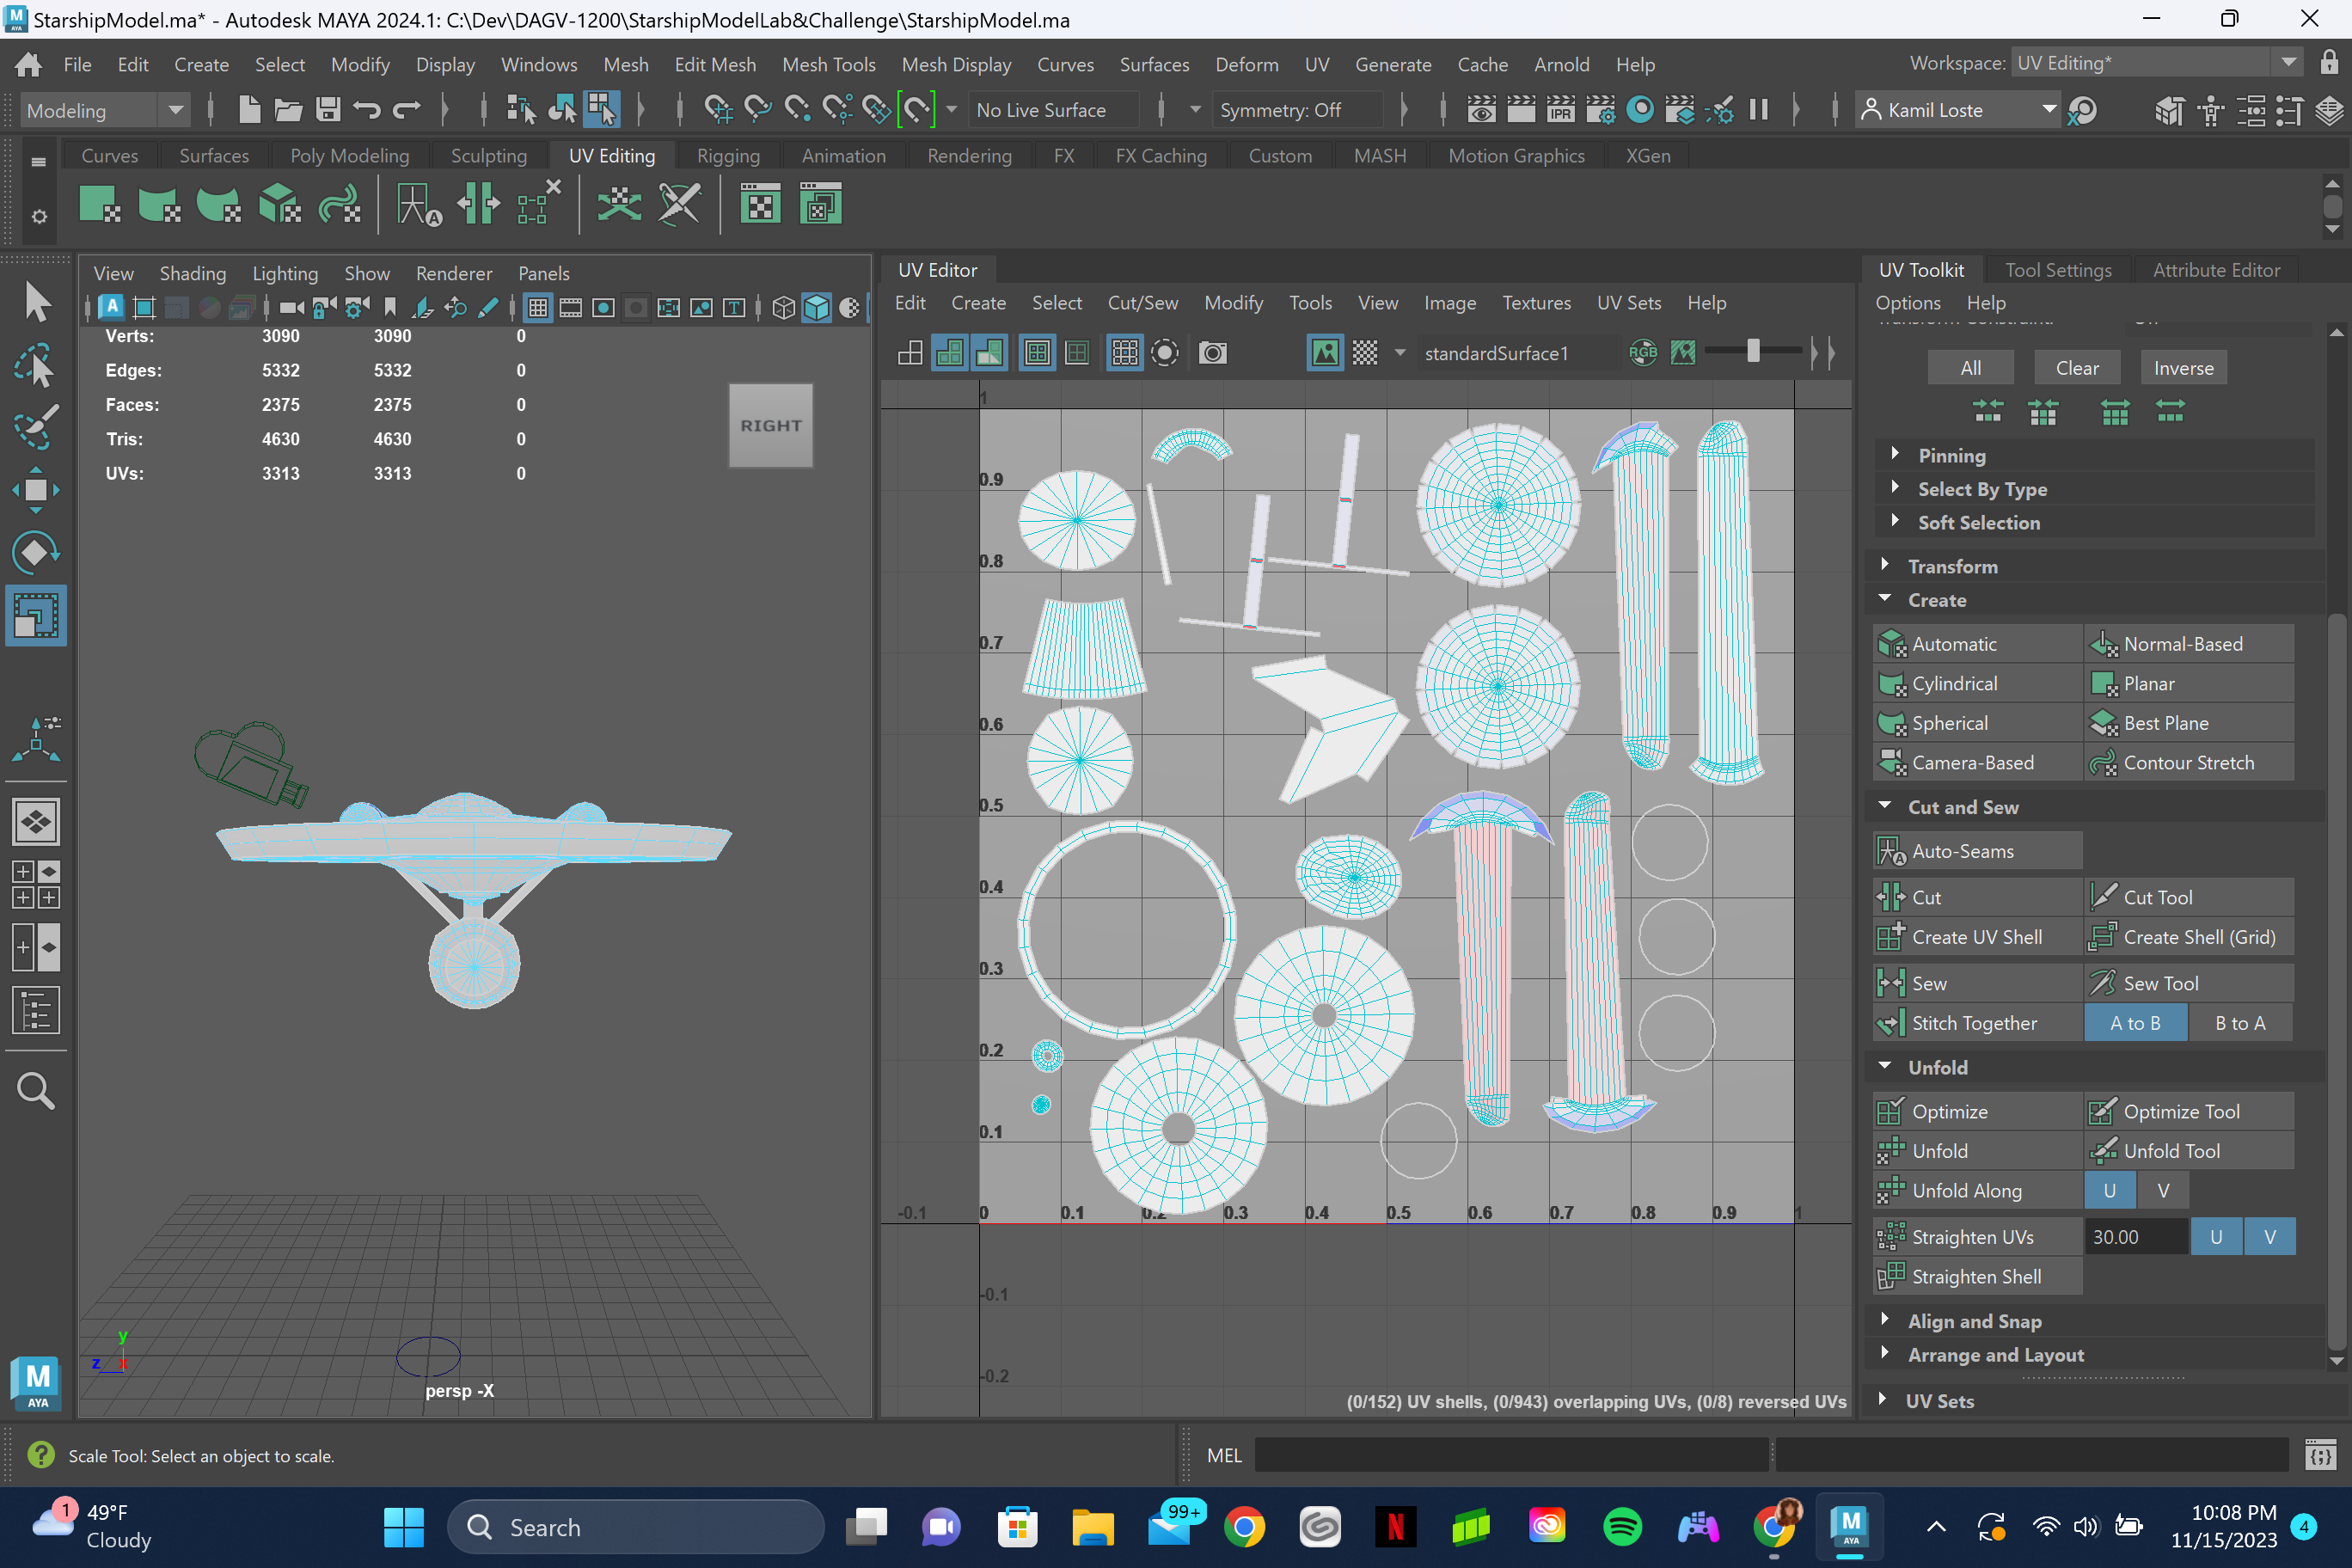 StarshipModel.ma* - Autodesk MAYA 2024.1: C:\Dev\DAGV-1200\StarshipModelLab&Challenge\StarshipModel.ma
File Edit Create Select Modify Display Windows Mesh Edit Mesh Mesh Tools Mesh Display Curves Surfaces Deform UV Generate Cache Arnold Help
Workspace: UV Editing*
Modeling
No Live Surface
Symmetry: Off
IPR
Kamil Loste
Curves Surfaces Poly Modeling Sculpting UV Editing Rigging Animation Rendering FX FX Caching Custom MASH Motion Graphics XGen
View Shading Lighting Show Renderer Panels
Verts: 3090 3090 0
Edges: 5332 5332 0
Faces: 2375 2375 0
Tris: 4630 4630 0
UVs: 3313 3313 0
RIGHT
y
z x
persp -X
UV Editor
Edit Create Select Cut/Sew Modify Tools View Image Textures UV Sets Help
standardSurface1
RGB
1
0.9
0.8
0.7
0.6
0.5
0.4
0.3
0.2
0.1
-0.1 0 0.1 0.2 0.3 0.4 0.5 0.6 0.7 0.8 0.9 1
-0.1
-0.2
(0/152) UV shells, (0/943) overlapping UVs, (0/8) reversed UVs
UV Toolkit Tool Settings Attribute Editor
Options Help
All Clear Inverse
Pinning
Select By Type
Soft Selection
Transform
Create
Automatic Normal-Based
Cylindrical Planar
Spherical Best Plane
Camera-Based Contour Stretch
Cut and Sew
Auto-Seams
Cut Cut Tool
Create UV Shell Create Shell (Grid)
Sew Sew Tool
Stitch Together A to B B to A
Unfold
Optimize Optimize Tool
Unfold Unfold Tool
Unfold Along U V
Straighten UVs 30.00 U V
Straighten Shell
Align and Snap
Arrange and Layout
UV Sets
M
AYA
Scale Tool: Select an object to scale.
MEL
1
49°F
Cloudy
Search
99+
N
M
AYA
10:08 PM
11/15/2023
4